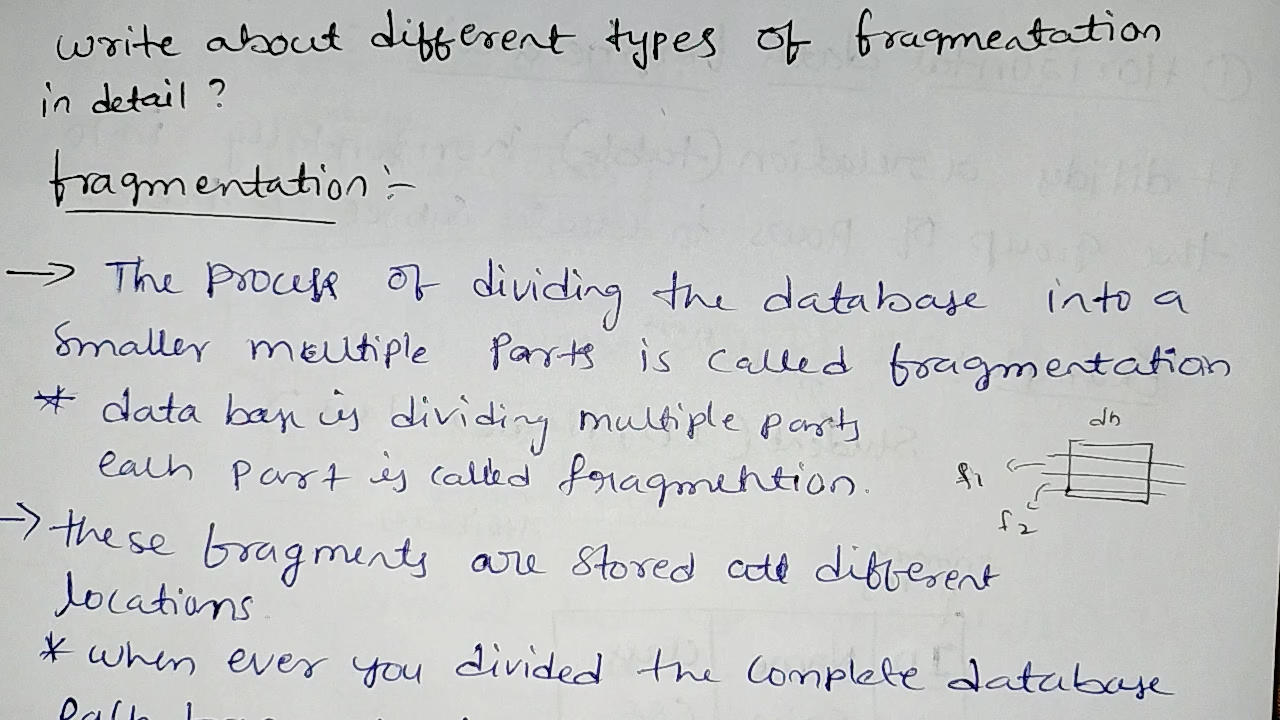 write about different types of fragmentation
in detail ?
fragmentation :-
→ The process of dividing the database into a
smaller multiple parts is called fragmentation
* data base is dividing multiple parts
each part is called fragmention.
db
f1
f2
→ these fragments are stored at different
locations.
* when ever you divided the complete database